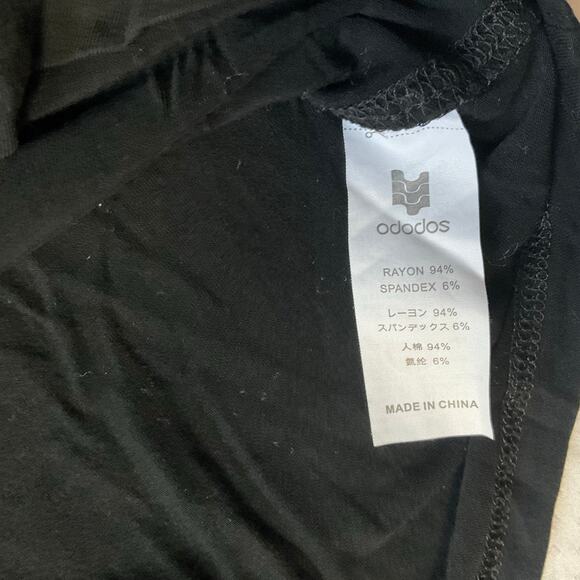 ododos
RAYON 94%
SPANDEX 6%
レーヨン 94%
スパンデックス 6%
人棉 94%
氨纶 6%
MADE IN CHINA